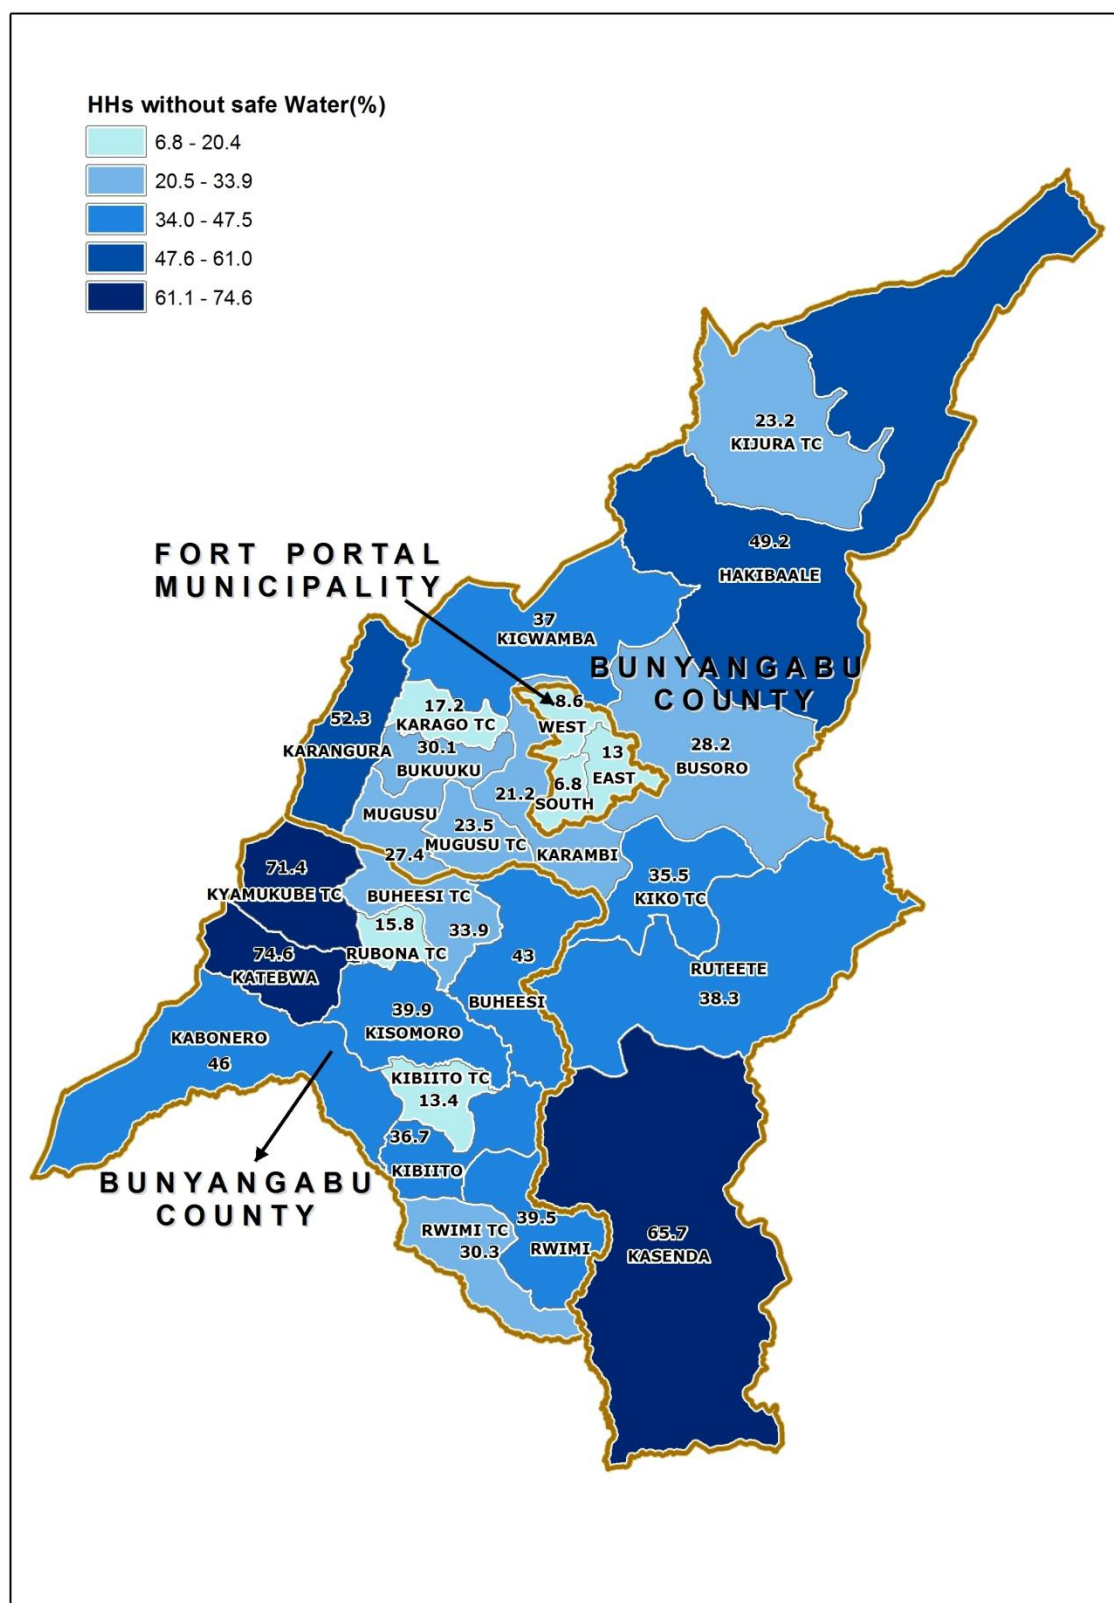 HHs without safe Water(%)
6.8 - 20.4
20.5 - 33.9
34.0 - 47.5
47.6 - 61.0
61.1 - 74.6
23.2
KIJURA TC
49.2
HAKIBAALE
FORT PORTAL
MUNICIPALITY
37
KICWAMBA
BUNYANGABU
COUNTY
8.6
WEST
17.2
KARAGO TC
52.3
KARANGURA
30.1
BUKUUKU
13
EAST
28.2
BUSORO
6.8
SOUTH
21.2
KARAMBI
MUGUSU
27.4
23.5
MUGUSU TC
71.4
KYAMUKUBE TC
BUHEESI TC
33.9
35.5
KIKO TC
15.8
RUBONA TC
74.6
KATEBWA
43
BUHEESI
RUTEETE
38.3
39.9
KISOMORO
KABONERO
46
KIBIITO TC
13.4
36.7
KIBIITO
BUNYANGABU
COUNTY
RWIMI TC
30.3
39.5
RWIMI
65.7
KASENDA